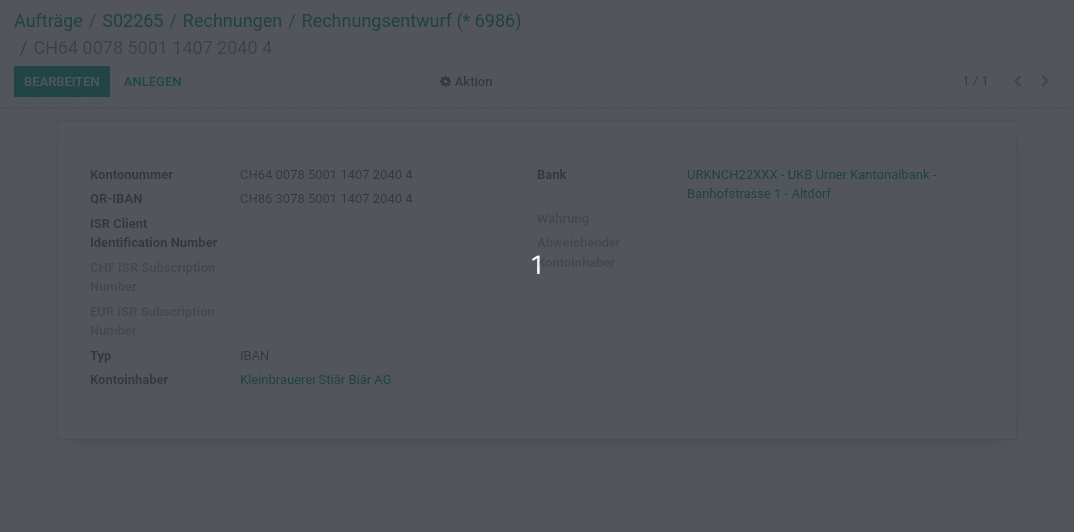 Aufträge / S02265 / Rechnungen / Rechnungsentwurf (* 6986)
/ CH64 0078 5001 1407 2040 4
BEARBEITEN ANLEGEN Aktion 1 / 1
Kontonummer CH64 0078 5001 1407 2040 4
QR-IBAN CH86 3078 5001 1407 2040 4
ISR Client
Identification Number
CHF ISR Subscription
Number
EUR ISR Subscription
Number
Typ IBAN
Kontoinhaber Kleinbrauerei Stiär Biär AG
Bank URKNCH22XXX - UKB Urner Kantonalbank -
Banhofstrasse 1 - Altdorf
Währung
Abweichender
Kontoinhaber
1